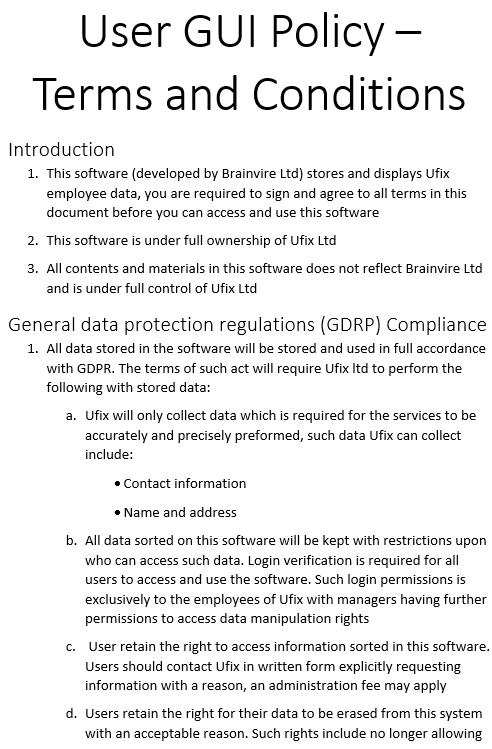 User GUI Policy –
Terms and Conditions
Introduction
1. This software (developed by Brainvire Ltd) stores and displays Ufix
employee data, you are required to sign and agree to all terms in this
document before you can access and use this software
2. This software is under full ownership of Ufix Ltd
3. All contents and materials in this software does not reflect Brainvire Ltd
and is under full control of Ufix Ltd
General data protection regulations (GDRP) Compliance
1. All data stored in the software will be stored and used in full accordance
with GDPR. The terms of such act will require Ufix ltd to perform the
following with stored data:
a. Ufix will only collect data which is required for the services to be
accurately and precisely preformed, such data Ufix can collect
include:
• Contact information
• Name and address
b. All data sorted on this software will be kept with restrictions upon
who can access such data. Login verification is required for all
users to access and use the software. Such login permissions is
exclusively to the employees of Ufix with managers having further
permissions to access data manipulation rights
c. User retain the right to access information sorted in this software.
Users should contact Ufix in written form explicitly requesting
information with a reason, an administration fee may apply
d. Users retain the right for their data to be erased from this system
with an acceptable reason. Such rights include no longer allowing